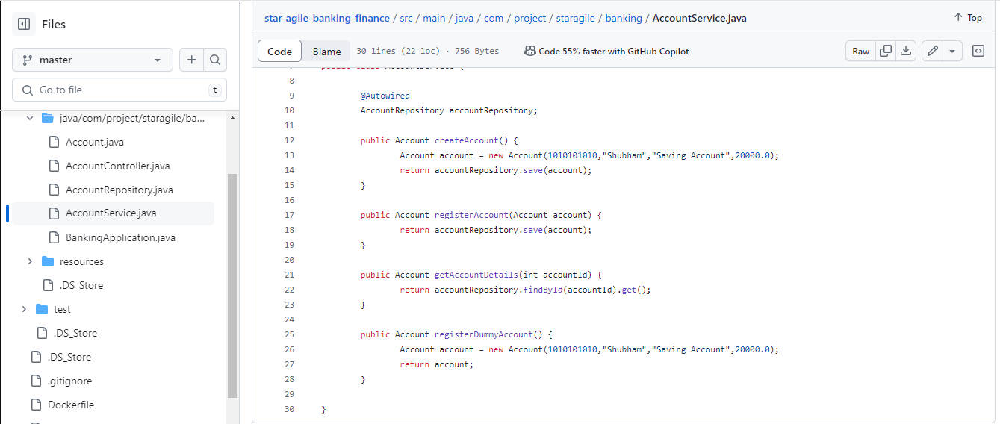 Files
master
Go to file
t
java/com/project/staragile/ba...
Account.java
AccountController.java
AccountRepository.java
AccountService.java
BankingApplication.java
resources
.DS_Store
test
.DS_Store
.DS_Store
.gitignore
Dockerfile
star-agile-banking-finance / src / main / java / com / project / staragile / banking / AccountService.java
Top
Code
Blame
30 lines (22 loc) · 756 Bytes
Code 55% faster with GitHub Copilot
Raw
8
9 @Autowired
10 AccountRepository accountRepository;
11
12 public Account createAccount() {
13 Account account = new Account(1010101010,"Shubham","Saving Account",20000.0);
14 return accountRepository.save(account);
15 }
16
17 public Account registerAccount(Account account) {
18 return accountRepository.save(account);
19 }
20
21 public Account getAccountDetails(int accountId) {
22 return accountRepository.findById(accountId).get();
23 }
24
25 public Account registerDummyAccount() {
26 Account account = new Account(1010101010,"Shubham","Saving Account",20000.0);
27 return account;
28 }
29
30 }